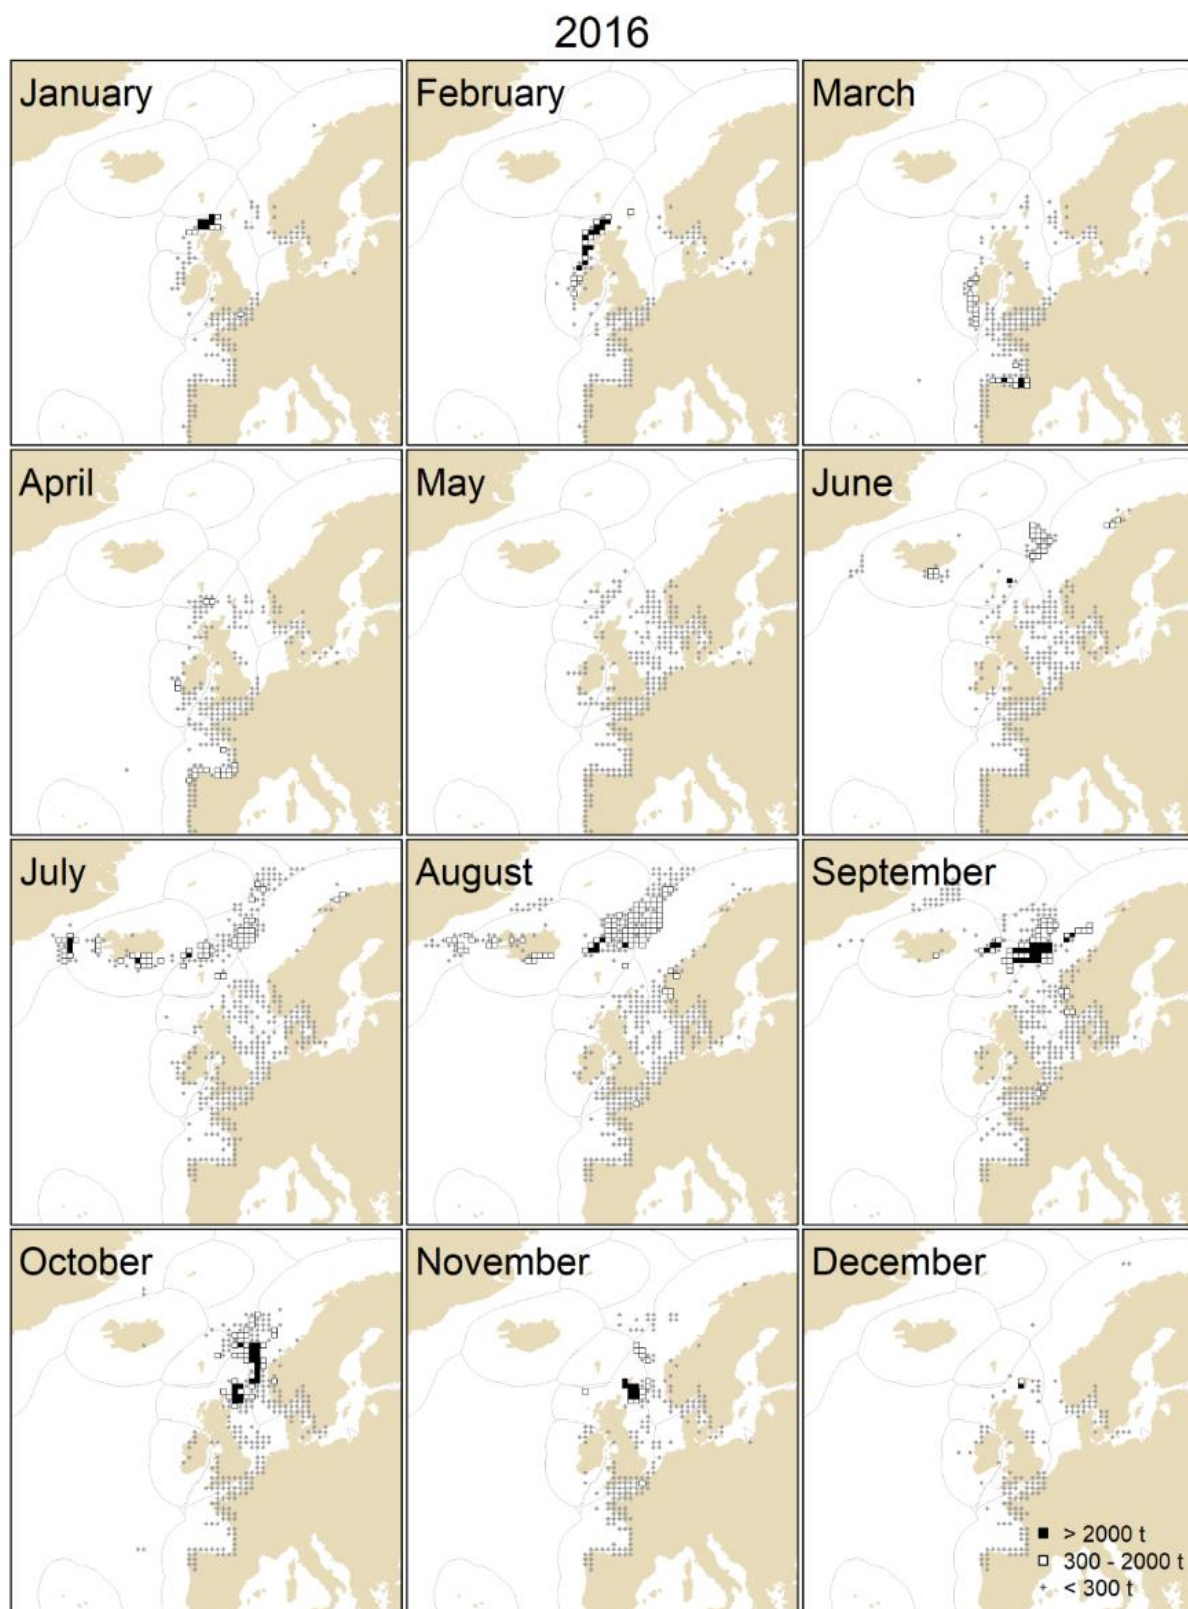 2016
January
February
March
April
May
June
July
August
September
October
November
December
> 2000 t
300 - 2000 t
< 300 t